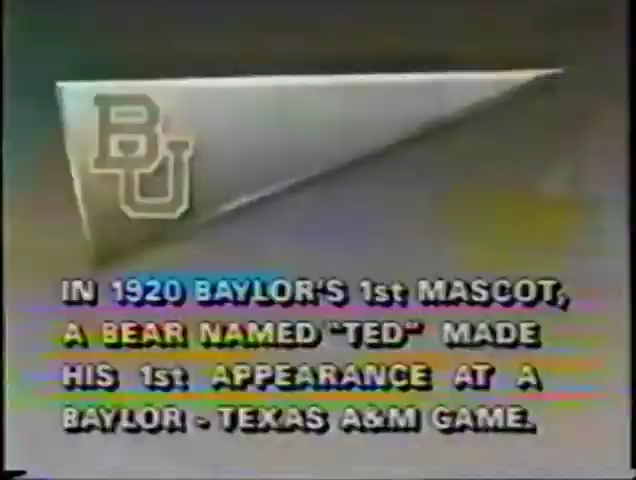 BU
IN 1920 BAYLOR'S 1st MASCOT,
A BEAR NAMED "TED" MADE
HIS 1st APPEARANCE AT A
BAYLOR - TEXAS A&M GAME.